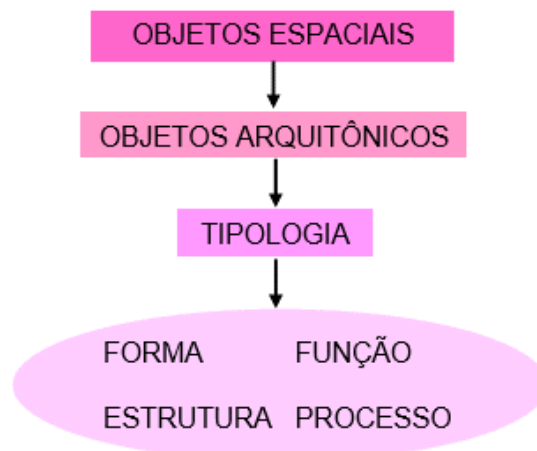 OBJETOS ESPACIAIS
OBJETOS ARQUITÔNICOS
TIPOLOGIA
FORMA FUNÇÃO
ESTRUTURA PROCESSO